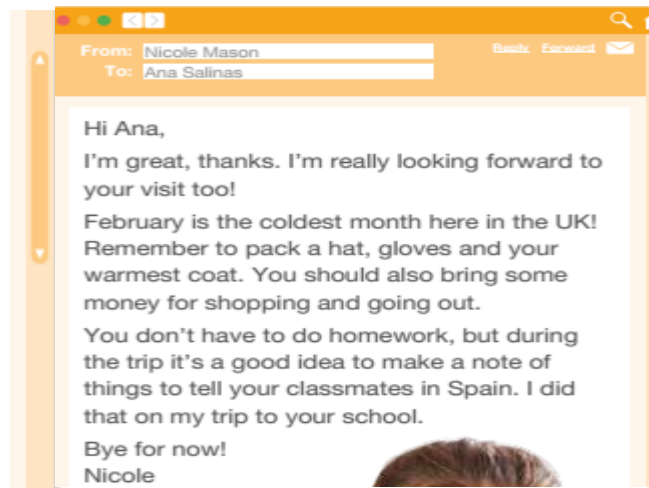 From: Nicole Mason
Reply Forward
To: Ana Salinas
Hi Ana,
I'm great, thanks. I'm really looking forward to
your visit too!
February is the coldest month here in the UK!
Remember to pack a hat, gloves and your
warmest coat. You should also bring some
money for shopping and going out.
You don't have to do homework, but during
the trip it's a good idea to make a note of
things to tell your classmates in Spain. I did
that on my trip to your school.
Bye for now!
Nicole